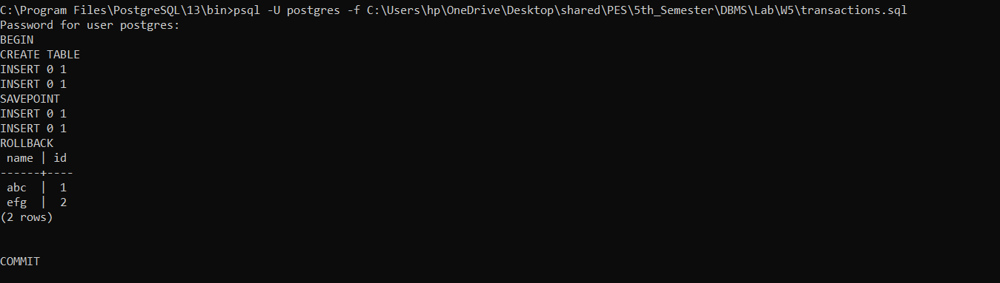 C:\Program Files\PostgreSQL\13\bin>psql -U postgres -f C:\Users\hp\OneDrive\Desktop\shared\PES\5th_Semester\DBMS\Lab\W5\transactions.sql
Password for user postgres:
BEGIN
CREATE TABLE
INSERT 0 1
INSERT 0 1
SAVEPOINT
INSERT 0 1
INSERT 0 1
ROLLBACK
 name | id
------+----
 abc  |  1
 efg  |  2
(2 rows)
COMMIT